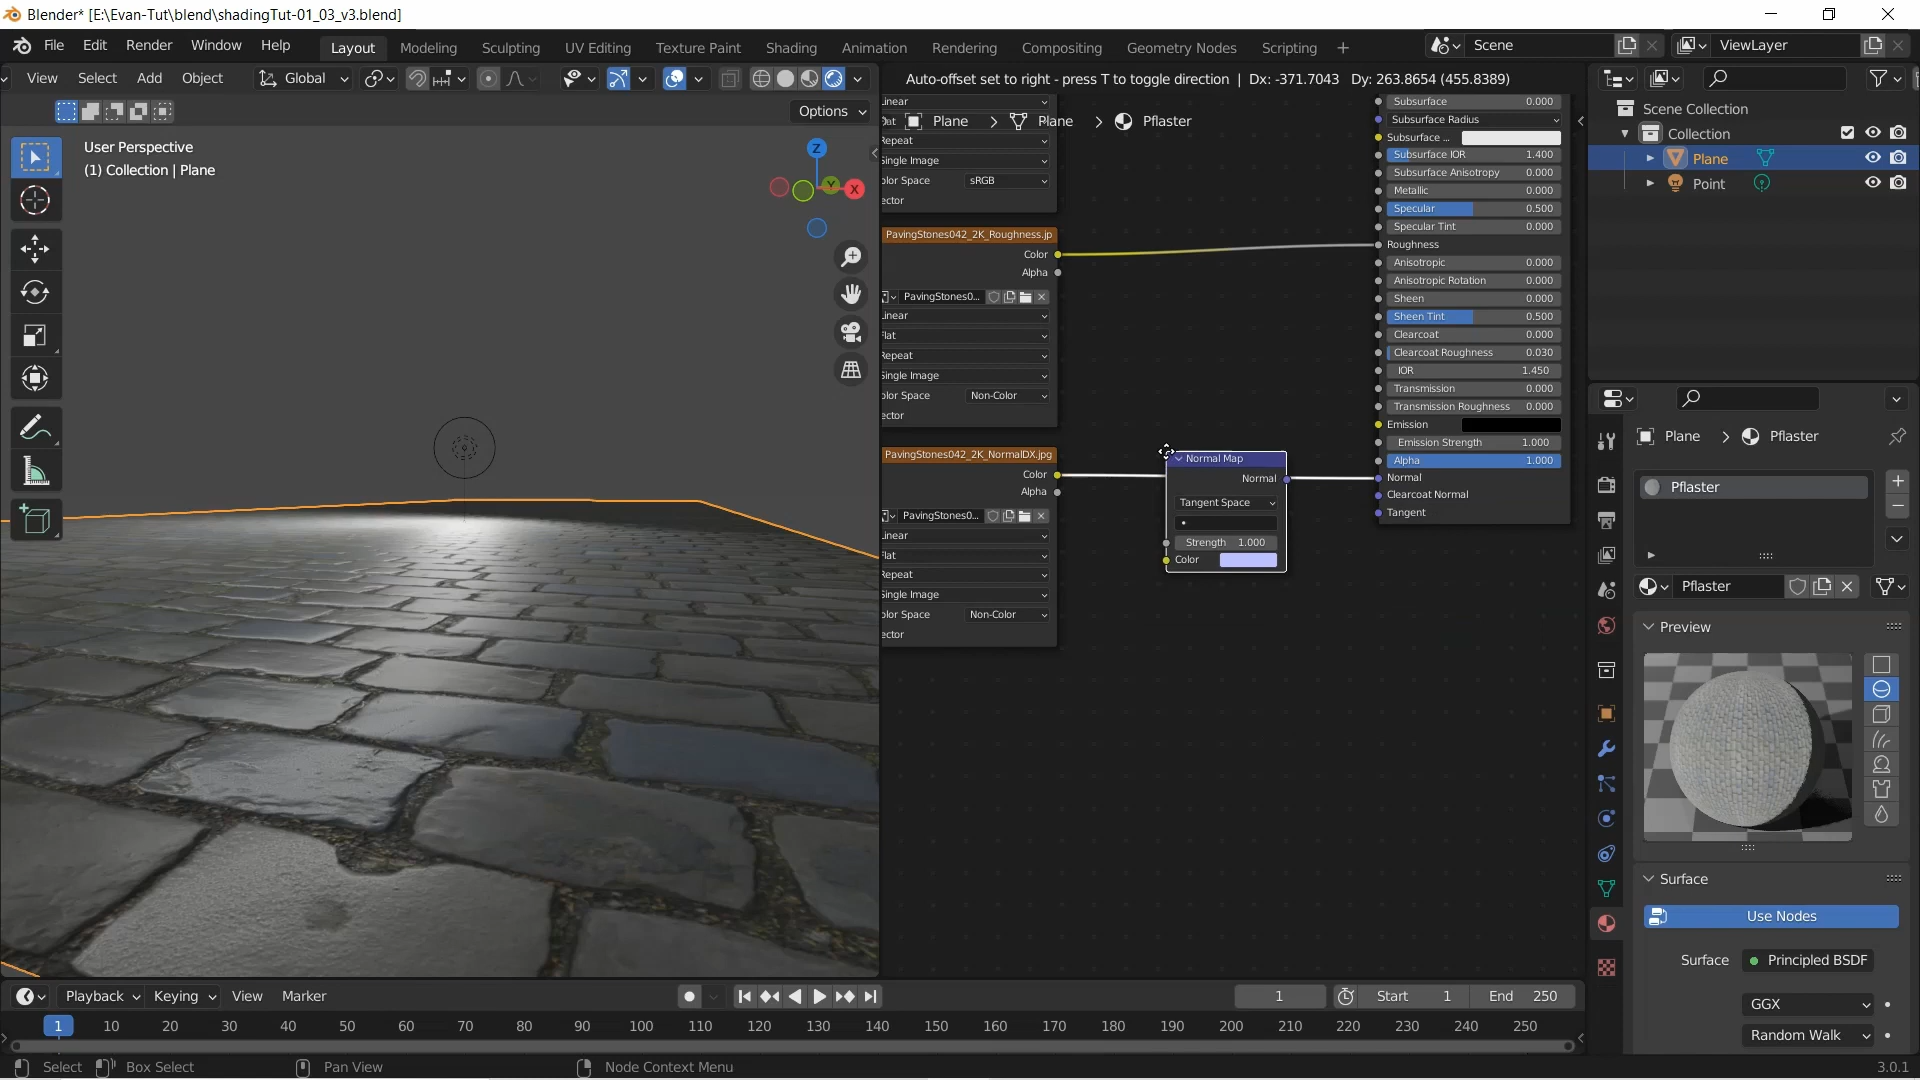 Blender* [E:\Evan-Tut\blend\shadingTut-01_03_v3.blend]
File Edit Render Window Help
Layout Modeling Sculpting UV Editing Texture Paint Shading Animation Rendering Compositing Geometry Nodes Scripting +
Scene ViewLayer
View Select Add Object Global
Auto-offset set to right - press T to toggle direction | Dx: -371.7043 Dy: 263.8654 (455.8389)
Options
User Perspective
(1) Collection | Plane
Z
Y
X
Plane > Plane > Pflaster
inear
lat
Repeat
Single Image
olor Space sRGB
ector
PavingStones042_2K_Roughness.jp
Color
Alpha
PavingStones0...
inear
lat
Repeat
Single Image
olor Space Non-Color
ector
PavingStones042_2K_NormalDX.jpg
Color
Alpha
PavingStones0...
inear
lat
Repeat
Single Image
olor Space Non-Color
ector
Normal Map
Normal
Tangent Space
Strength 1.000
Color
Subsurface 0.000
Subsurface Radius
Subsurface ...
Subsurface IOR 1.400
Subsurface Anisotropy 0.000
Metallic 0.000
Specular 0.500
Specular Tint 0.000
Roughness
Anisotropic 0.000
Anisotropic Rotation 0.000
Sheen 0.000
Sheen Tint 0.500
Clearcoat 0.000
Clearcoat Roughness 0.030
IOR 1.450
Transmission 0.000
Transmission Roughness 0.000
Emission
Emission Strength 1.000
Alpha 1.000
Normal
Clearcoat Normal
Tangent
Scene Collection
Collection
Plane
Point
Plane > Pflaster
Pflaster
Pflaster
Preview
Surface
Use Nodes
Surface Principled BSDF
GGX
Random Walk
Playback Keying View Marker
1 Start 1 End 250
1 10 20 30 40 50 60 70 80 90 100 110 120 130 140 150 160 170 180 190 200 210 220 230 240 250
Select Box Select Pan View Node Context Menu 3.0.1